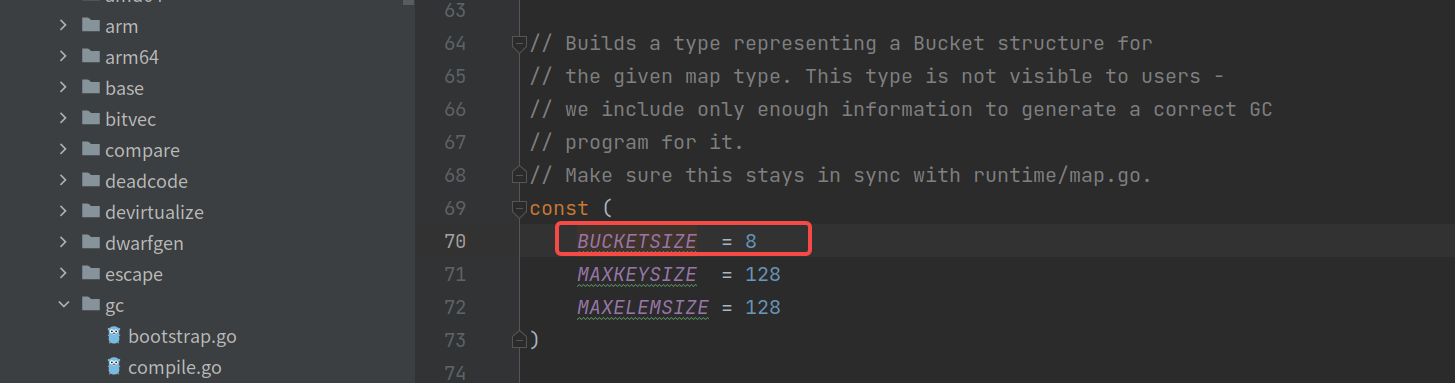 arm
arm64
base
bitvec
compare
deadcode
devirtualize
dwarfgen
escape
gc
bootstrap.go
compile.go
63
64 // Builds a type representing a Bucket structure for
65 // the given map type. This type is not visible to users -
66 // we include only enough information to generate a correct GC
67 // program for it.
68 // Make sure this stays in sync with runtime/map.go.
69 const (
70 BUCKETSIZE = 8
71 MAXKEYSIZE = 128
72 MAXELEMSIZE = 128
73 )
74